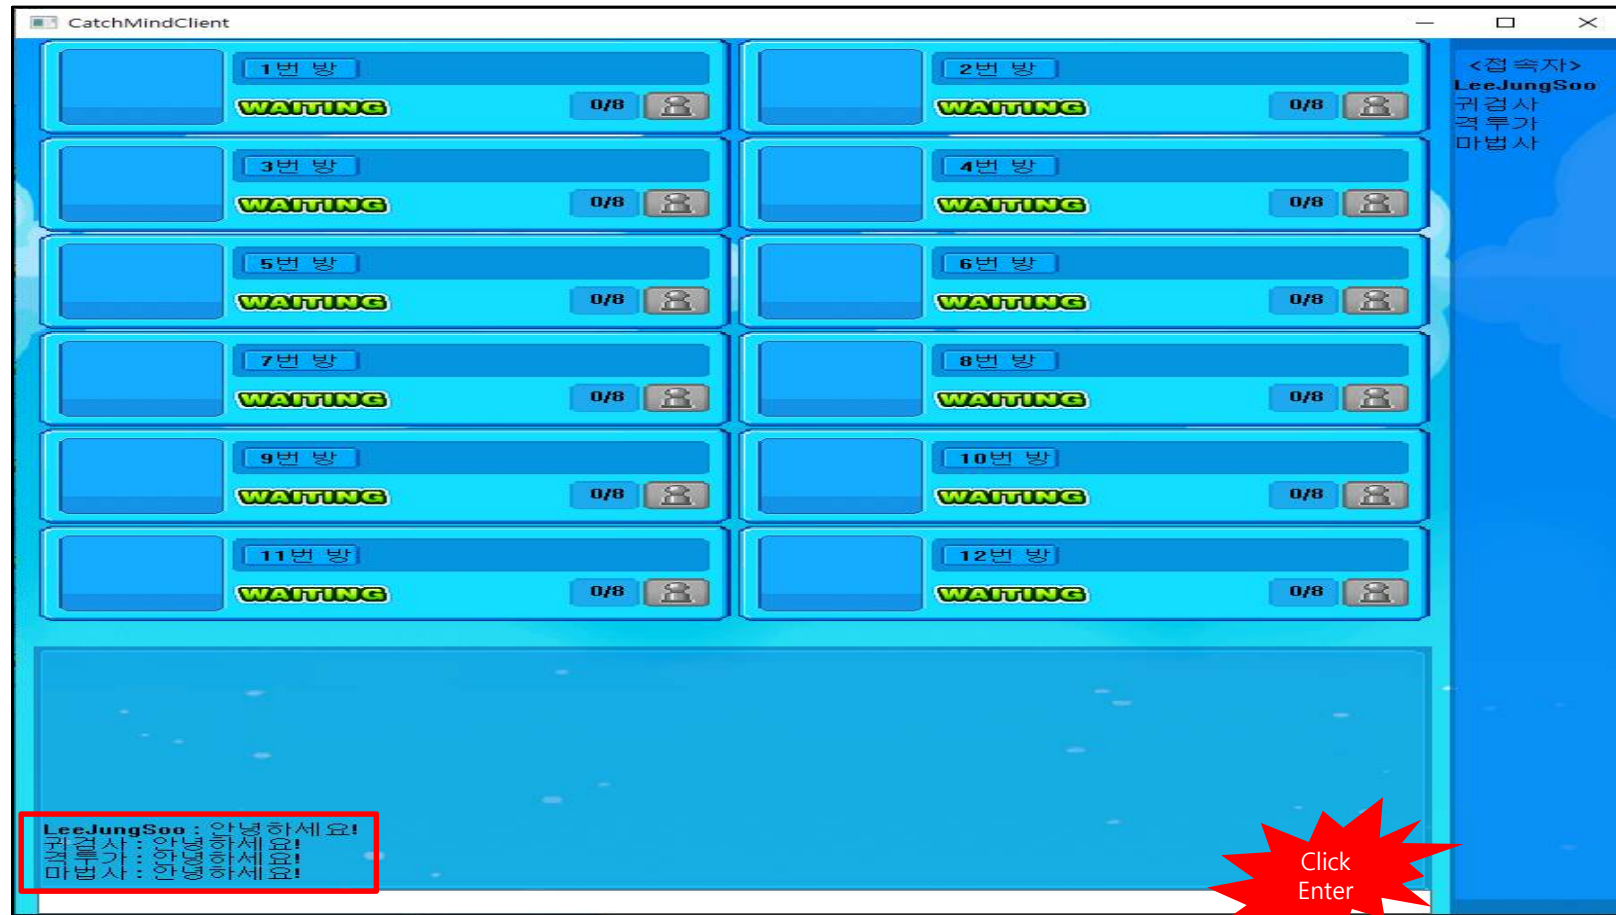 CatchMindClient
1번 방
WAITING
0/8
2번 방
WAITING
0/8
3번 방
WAITING
0/8
4번 방
WAITING
0/8
5번 방
WAITING
0/8
6번 방
WAITING
0/8
7번 방
WAITING
0/8
8번 방
WAITING
0/8
9번 방
WAITING
0/8
10번 방
WAITING
0/8
11번 방
WAITING
0/8
12번 방
WAITING
0/8
<접속자>
LeeJungSoo
귀검사
격투가
마법사
LeeJungSoo : 안녕하세요!
귀검사 : 안녕하세요!
격투가 : 안녕하세요!
마법사 : 안녕하세요!
Click
Enter